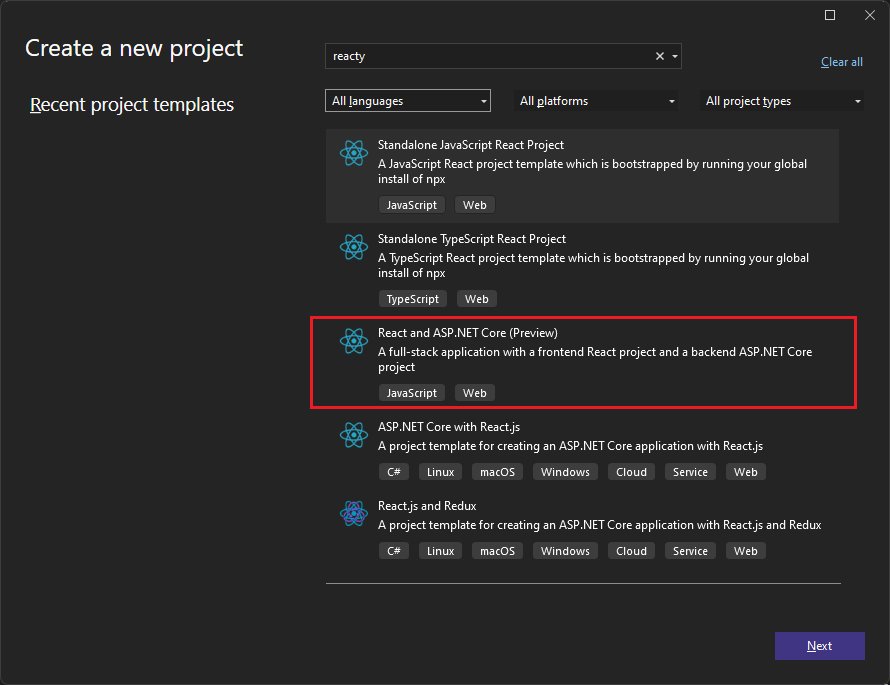 Create a new project
reacty
Clear all
Recent project templates
All languages
All platforms
All project types
Standalone JavaScript React Project
A JavaScript React project template which is bootstrapped by running your global
install of npx
JavaScript Web
Standalone TypeScript React Project
A TypeScript React project template which is bootstrapped by running your global
install of npx
TypeScript Web
React and ASP.NET Core (Preview)
A full-stack application with a frontend React project and a backend ASP.NET Core
project
JavaScript Web
ASP.NET Core with React.js
A project template for creating an ASP.NET Core application with React.js
C# Linux macOS Windows Cloud Service Web
React.js and Redux
A project template for creating an ASP.NET Core application with React.js and Redux
C# Linux macOS Windows Cloud Service Web
Next